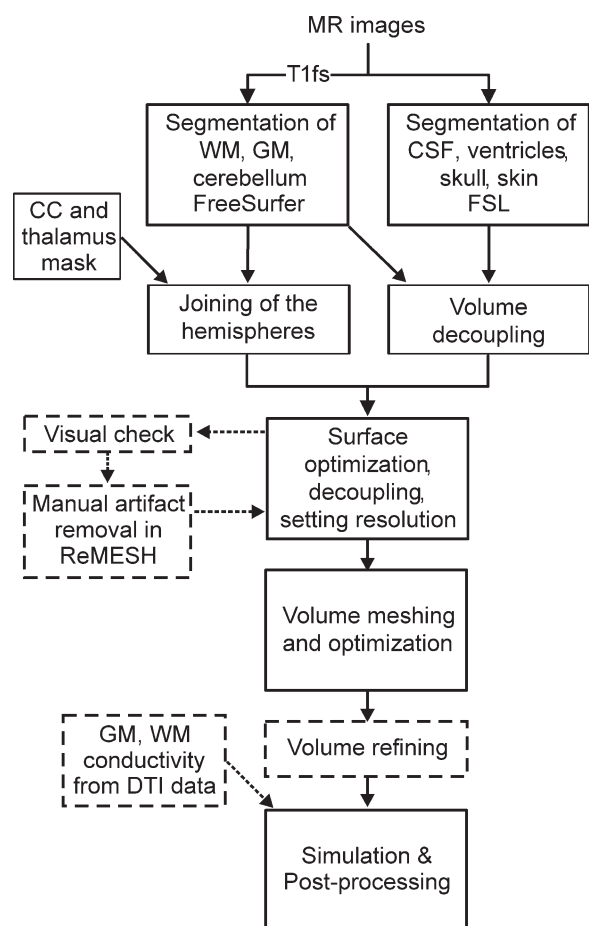 MR images
T1fs
Segmentation of
WM, GM,
cerebellum
FreeSurfer
Segmentation of
CSF, ventricles,
skull, skin
FSL
CC and
thalamus
mask
Joining of the
hemispheres
Volume
decoupling
Visual check
Manual artifact
removal in
ReMESH
Surface
optimization,
decoupling,
setting resolution
Volume meshing
and optimization
GM, WM
conductivity
from DTI data
Volume refining
Simulation &
Post-processing